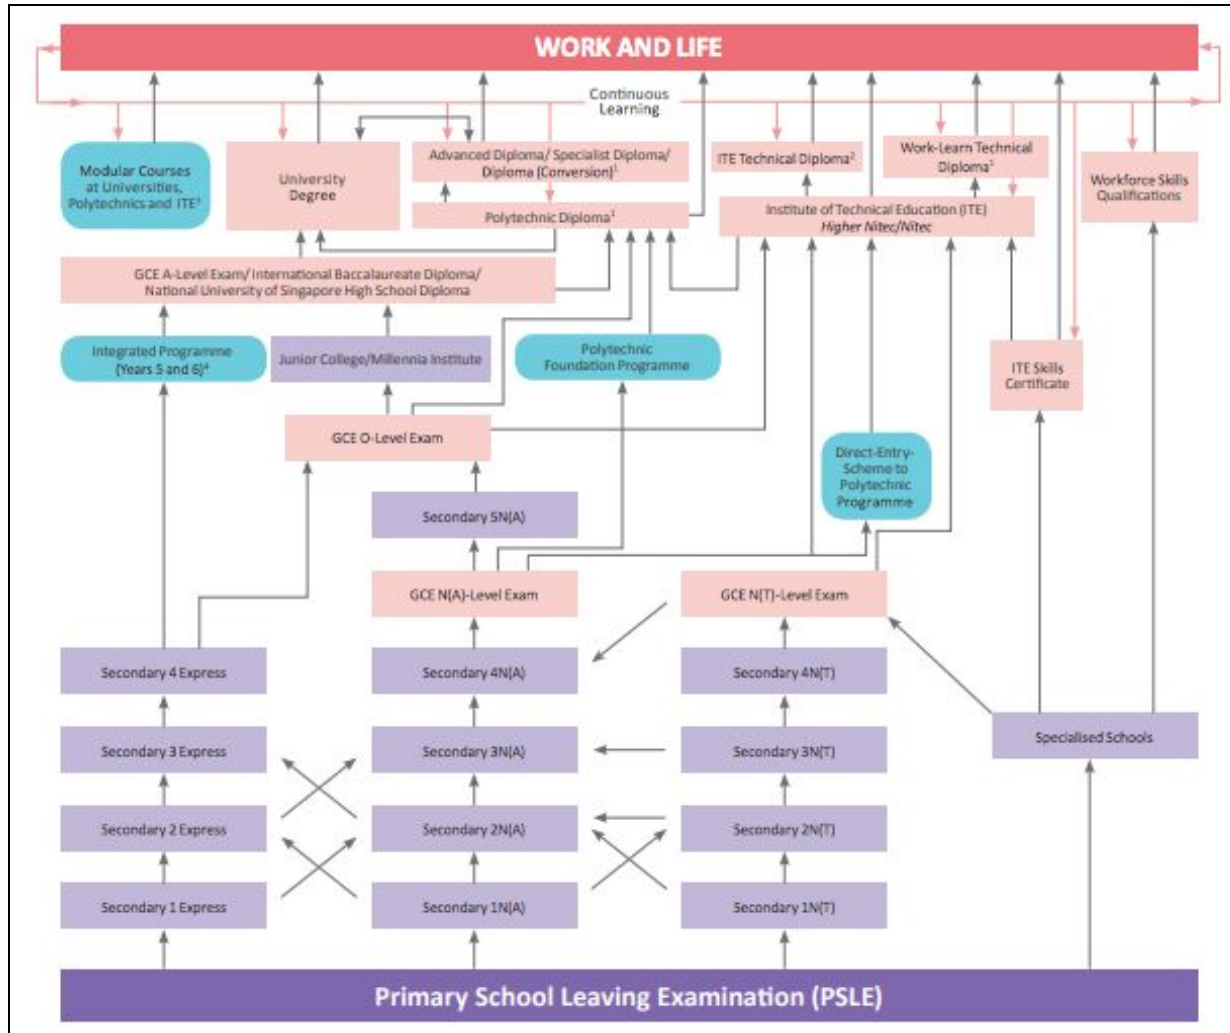 WORK AND LIFE
Continuous
Learning
Modular Courses
at Universities,
Polytechnics and ITE³
University
Degree
Advanced Diploma/ Specialist Diploma/
Diploma (Conversion)¹
Polytechnic Diploma¹
ITE Technical Diploma²
Work-Learn Technical
Diploma²
Institute of Technical Education (ITE)
Higher Nitec/Nitec
Workforce Skills
Qualifications
GCE A-Level Exam/ International Baccalaureate Diploma/
National University of Singapore High School Diploma
Integrated Programme
(Years 5 and 6)⁴
Junior College/Millennia Institute
Polytechnic
Foundation Programme
ITE Skills
Certificate
GCE O-Level Exam
Direct-Entry-
Scheme to
Polytechnic
Programme
Secondary 5N(A)
GCE N(A)-Level Exam
GCE N(T)-Level Exam
Secondary 4 Express
Secondary 4N(A)
Secondary 4N(T)
Specialised Schools
Secondary 3 Express
Secondary 3N(A)
Secondary 3N(T)
Secondary 2 Express
Secondary 2N(A)
Secondary 2N(T)
Secondary 1 Express
Secondary 1N(A)
Secondary 1N(T)
Primary School Leaving Examination (PSLE)